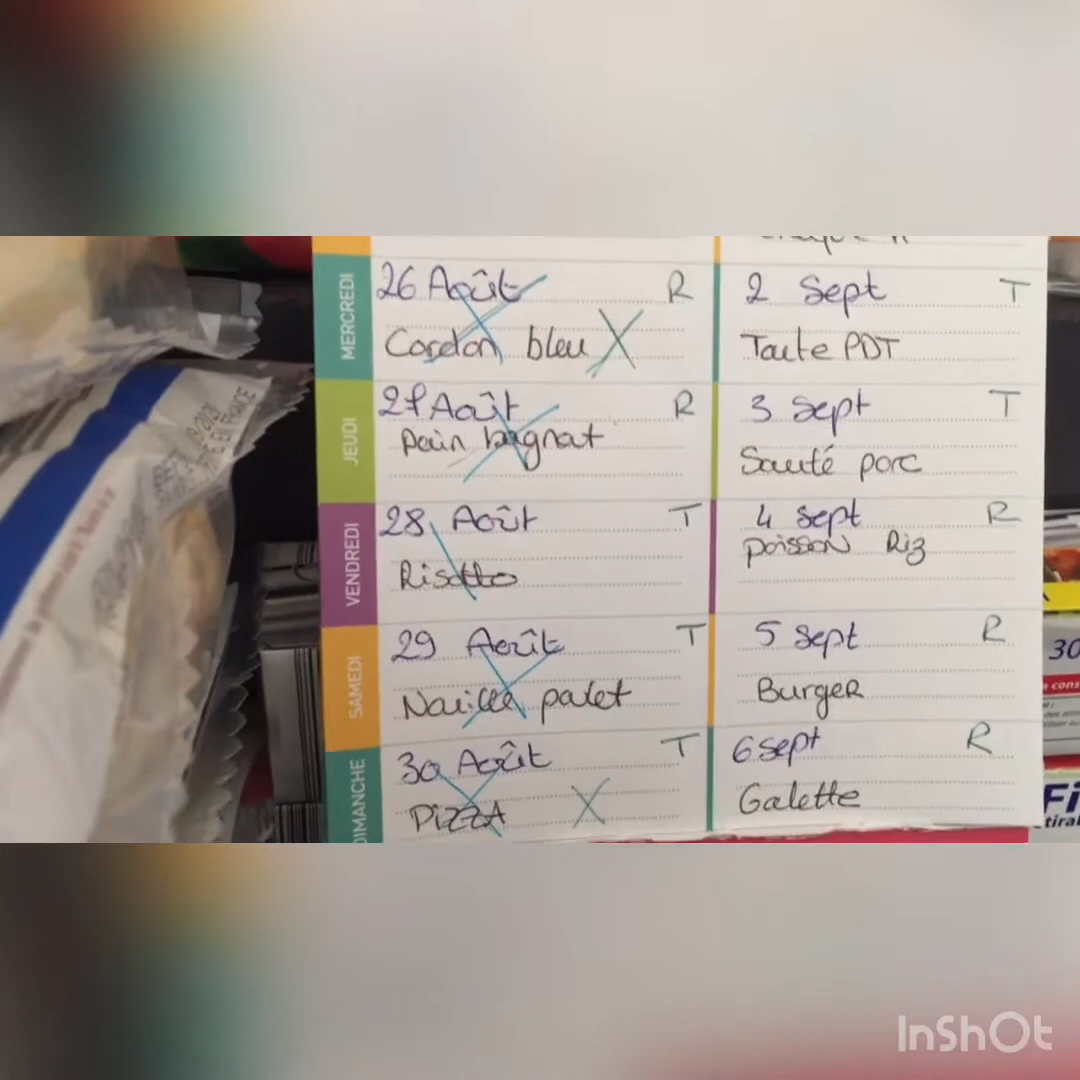 MERCREDI
26 Août R
Cordon bleu X
2 Sept T
Tarte PDT
JEUDI
27 Août R
pain bagnat
3 Sept T
Sauté porc
VENDREDI
28 Août T
Risotto
4 Sept R
poisson Riz
SAMEDI
29 Août T
Nouille palet
5 Sept R
Burger
DIMANCHE
30 Août T
PIZZA X
6 sept R
Galette
30
InShOt